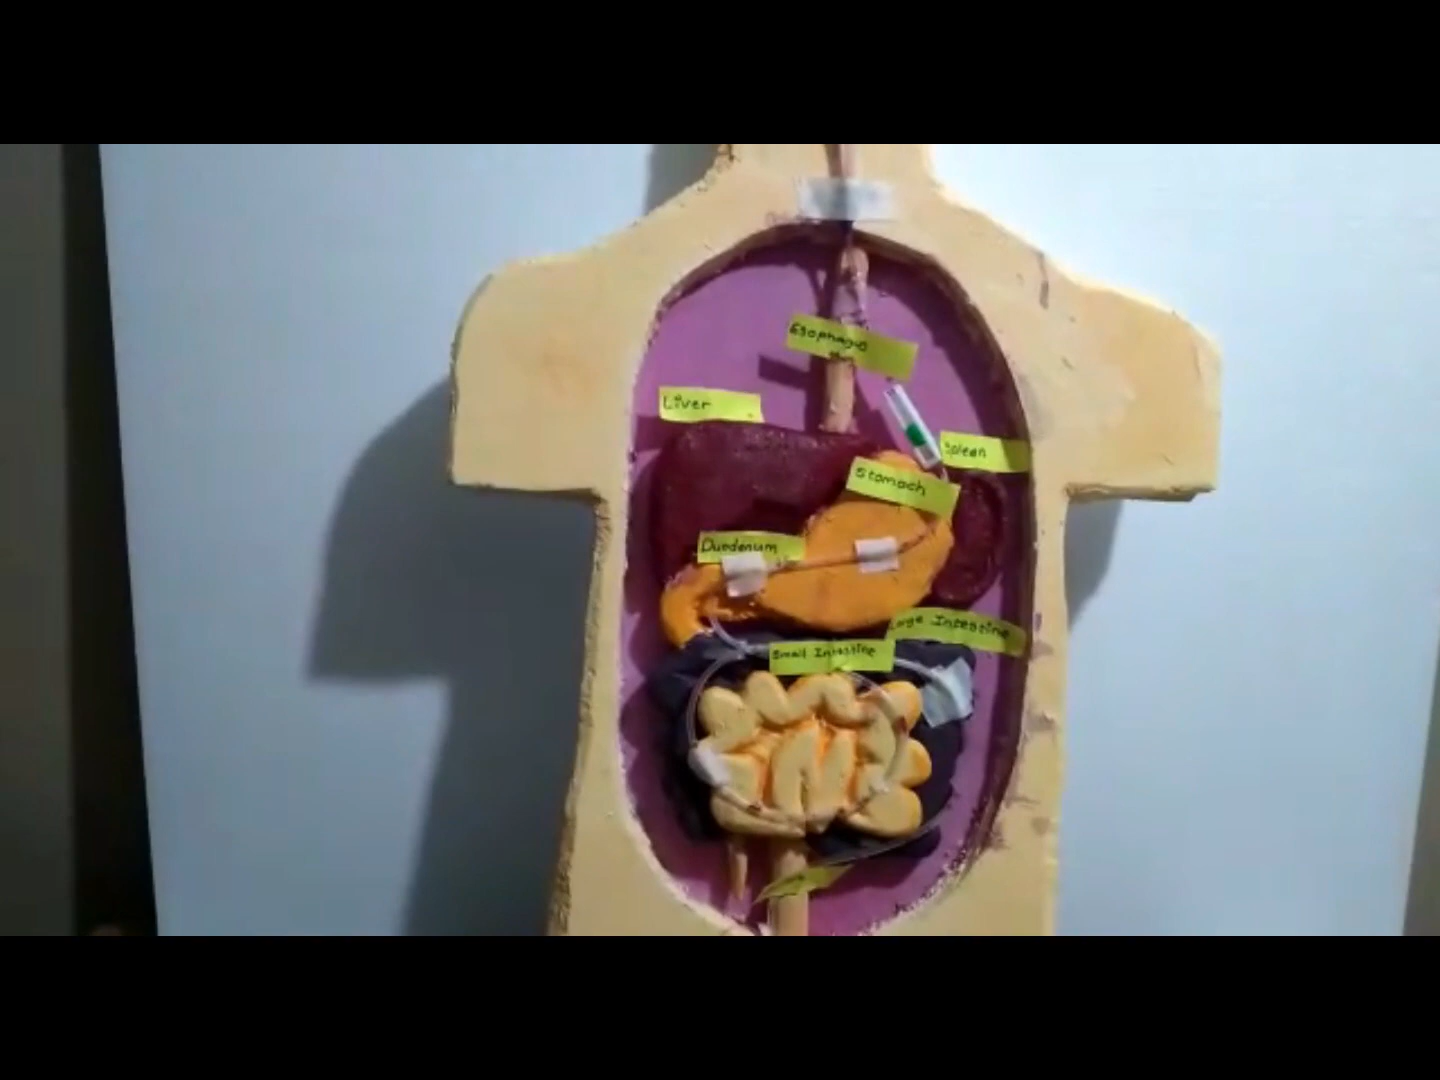 Esophagus
Liver
Spleen
Stomach
Duodenum
Large Intestine
Small Intestine